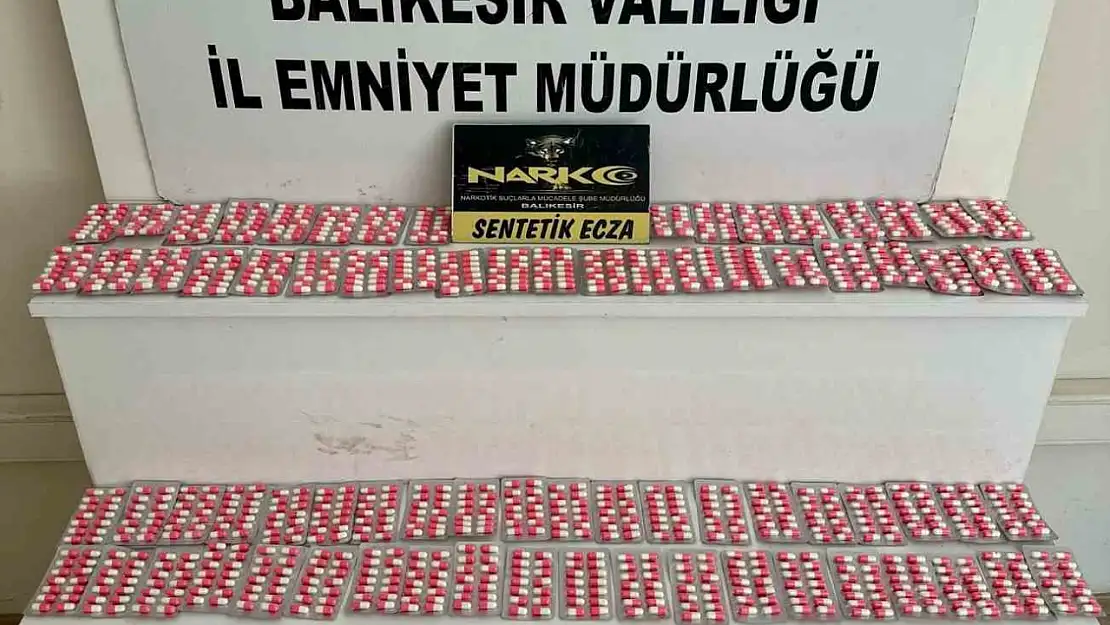 BALIKESİR VALİLİĞİ
İL EMNİYET MÜDÜRLÜĞÜ
NARKO
NARKOTİK SUÇLARLA MÜCADELE ŞUBE MÜDÜRLÜĞÜ
BALIKESİR
SENTETİK ECZA